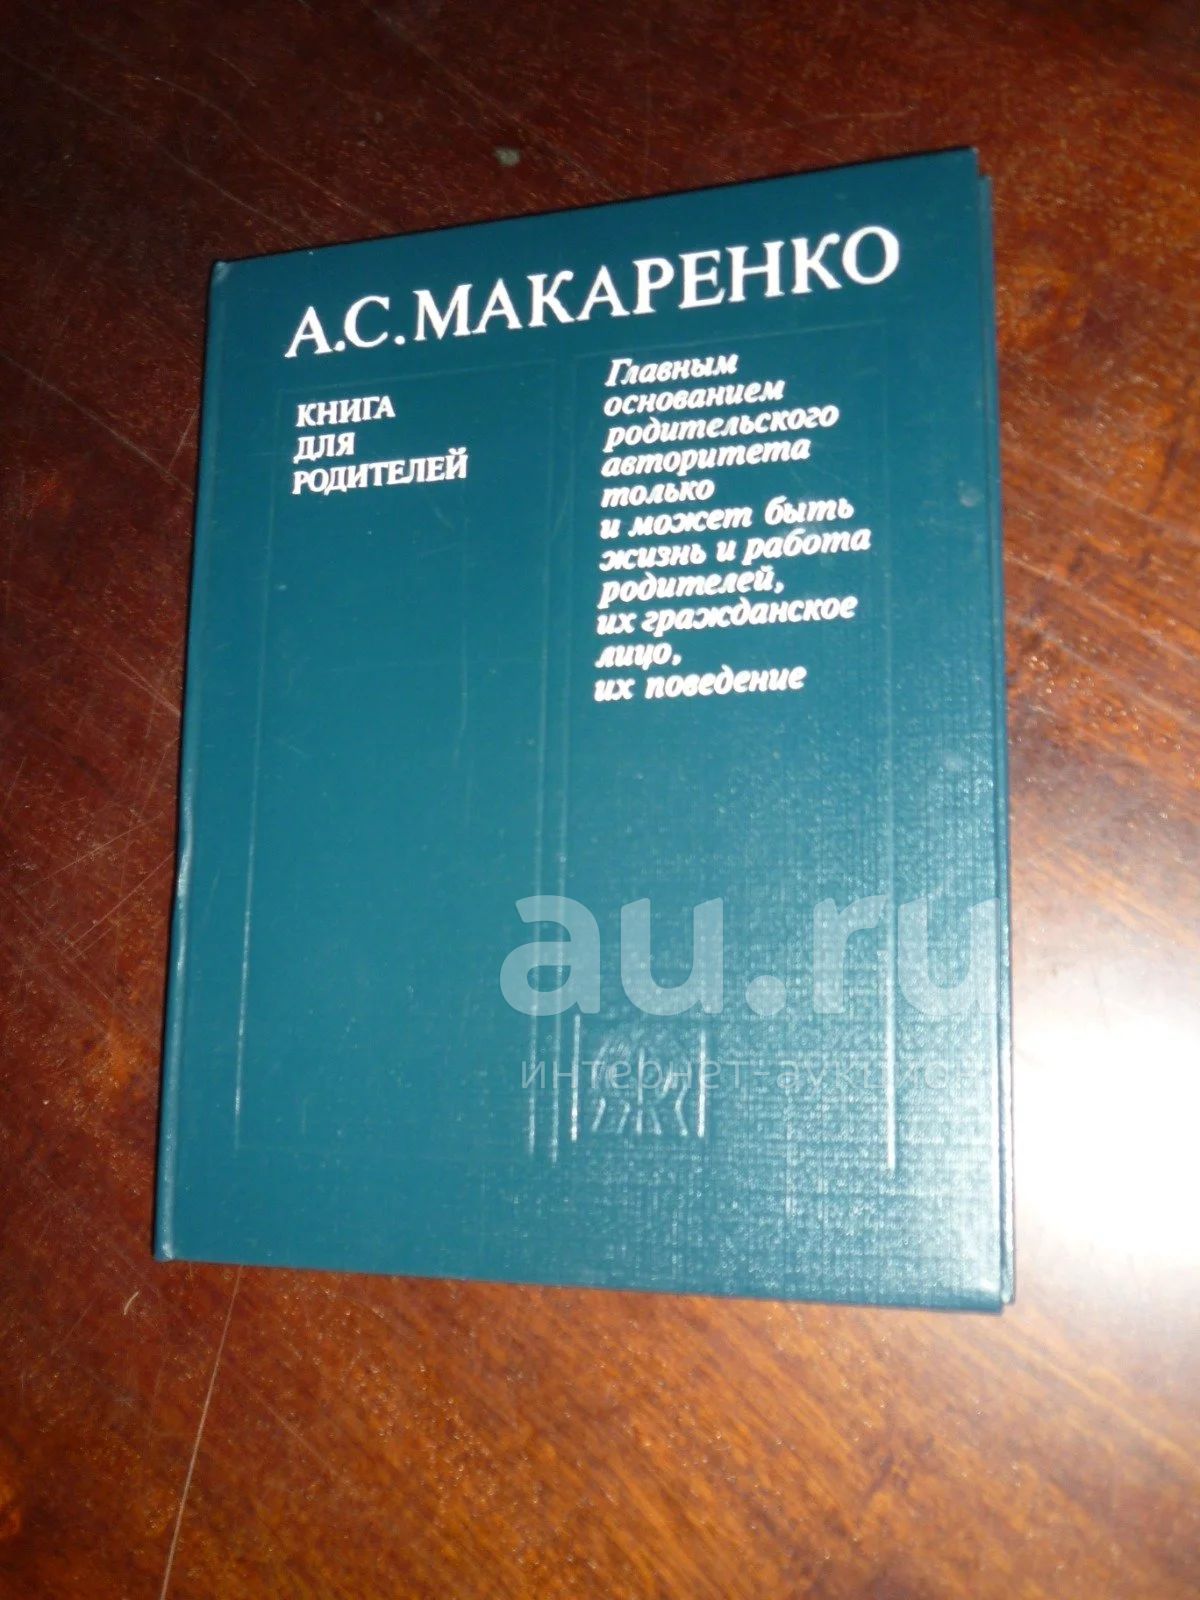 А.С.МАКАРЕНКО
КНИГА
ДЛЯ
РОДИТЕЛЕЙ
Главным
основанием
родительского
авторитета
только
и может быть
жизнь и работа
родителей,
их гражданское
лицо,
их поведение
au.ru
интернет-аукцион